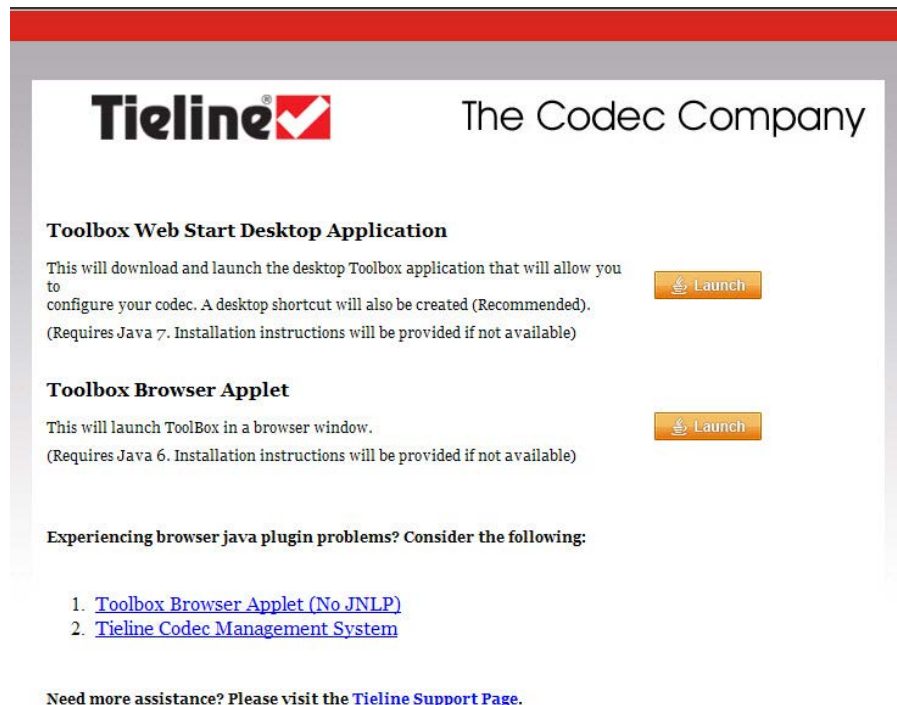 Tieline®
The Codec Company
Toolbox Web Start Desktop Application
This will download and launch the desktop Toolbox application that will allow you
to
configure your codec. A desktop shortcut will also be created (Recommended).
Launch
(Requires Java 7. Installation instructions will be provided if not available)
Toolbox Browser Applet
This will launch ToolBox in a browser window.
Launch
(Requires Java 6. Installation instructions will be provided if not available)
Experiencing browser java plugin problems? Consider the following:
1. Toolbox Browser Applet (No JNLP)
2. Tieline Codec Management System
Need more assistance? Please visit the Tieline Support Page.